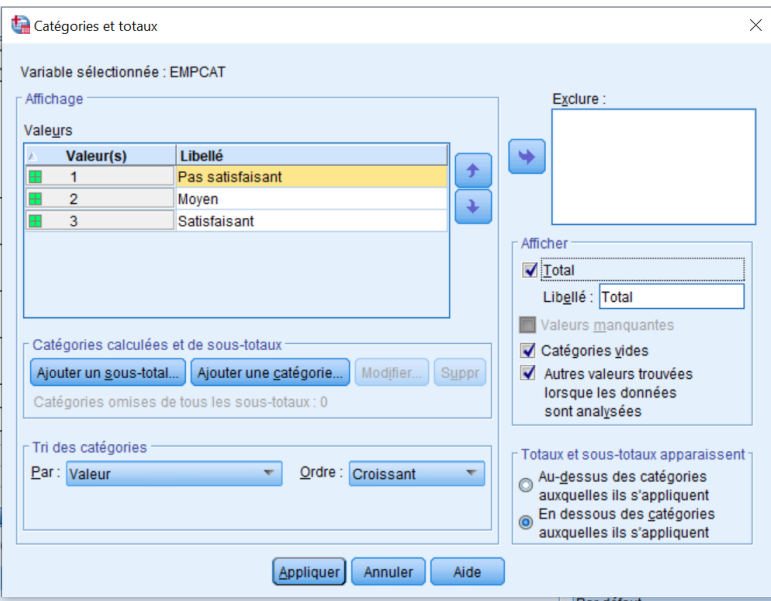 Catégories et totaux
Variable sélectionnée : EMPCAT
Affichage
Valeurs
Valeur(s) Libellé
1 Pas satisfaisant
2 Moyen
3 Satisfaisant
Catégories calculées et de sous-totaux
Ajouter un sous-total... Ajouter une catégorie... Modifier... Suppr
Catégories omises de tous les sous-totaux : 0
Tri des catégories
Par : Valeur Ordre : Croissant
Exclure :
Afficher
Total
Libellé : Total
Valeurs manquantes
Catégories vides
Autres valeurs trouvées
lorsque les données
sont analysées
Totaux et sous-totaux apparaissent
Au-dessus des catégories
auxquelles ils s'appliquent
En dessous des catégories
auxquelles ils s'appliquent
Appliquer Annuler Aide